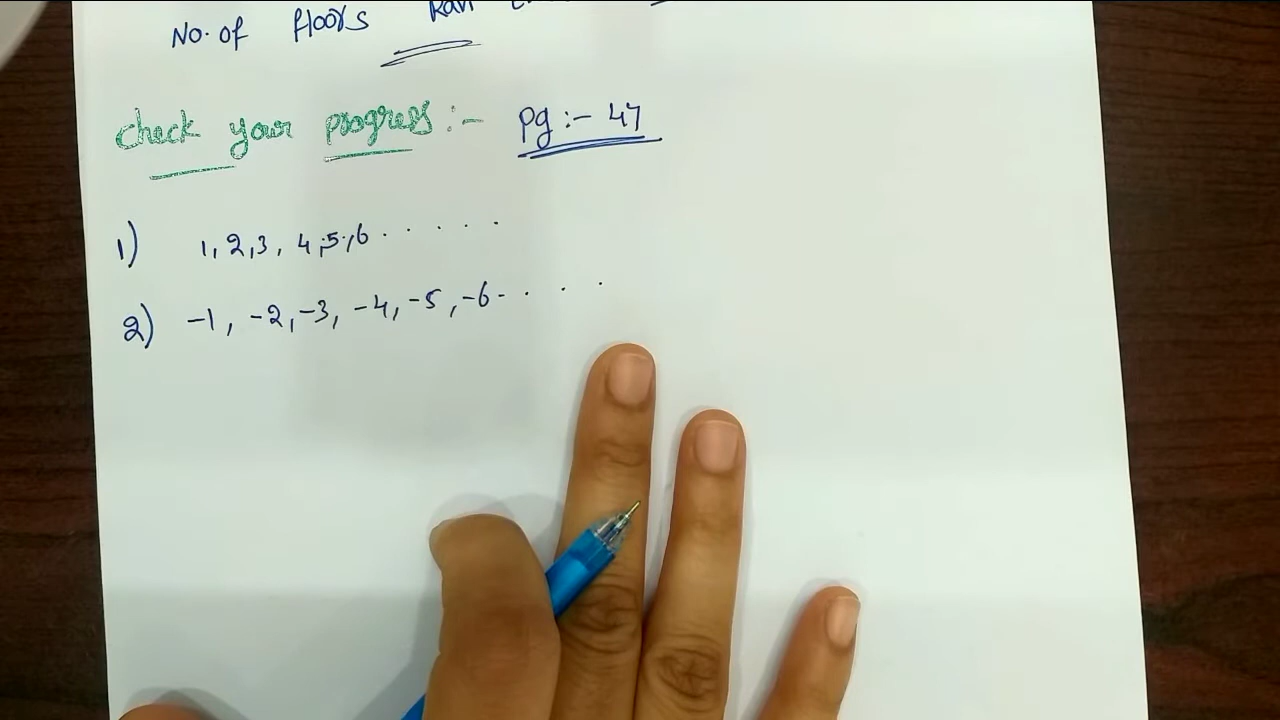 No. of floors
check your progress :- Pg :- 47
1) 1, 2, 3, 4, 5, 6 . . . . .
2) -1, -2, -3, -4, -5, -6 . . . .